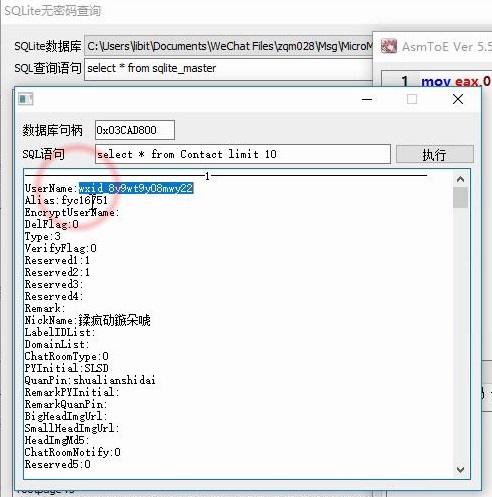 SQLite无密码查询
SQLite数据库 C:\Users\libit\Documents\WeChat Files\zqm028\Msg\MicroM
SQL查询语句 select * from sqlite_master
AsmToE Ver 5.5
1 mov eax,0
数据库句柄 0x03CAD800
SQL语句 select * from Contact limit 10 执行
1
UserName:wxid_8y9wt9y08mwy22
Alias:fyc16751
EncryptUserName:
DelFlag:0
Type:3
VerifyFlag:0
Reserved1:1
Reserved2:1
Reserved3:
Reserved4:
Remark:
NickName:鍒疯劯鏃朵唬
LabelIDList:
DomainList:
ChatRoomType:0
PYInitial:SLSD
QuanPin:shualianshidai
RemarkPYInitial:
RemarkQuanPin:
BigHeadImgUrl:
SmallHeadImgUrl:
HeadImgMd5:
ChatRoomNotify:0
Reserved5:0